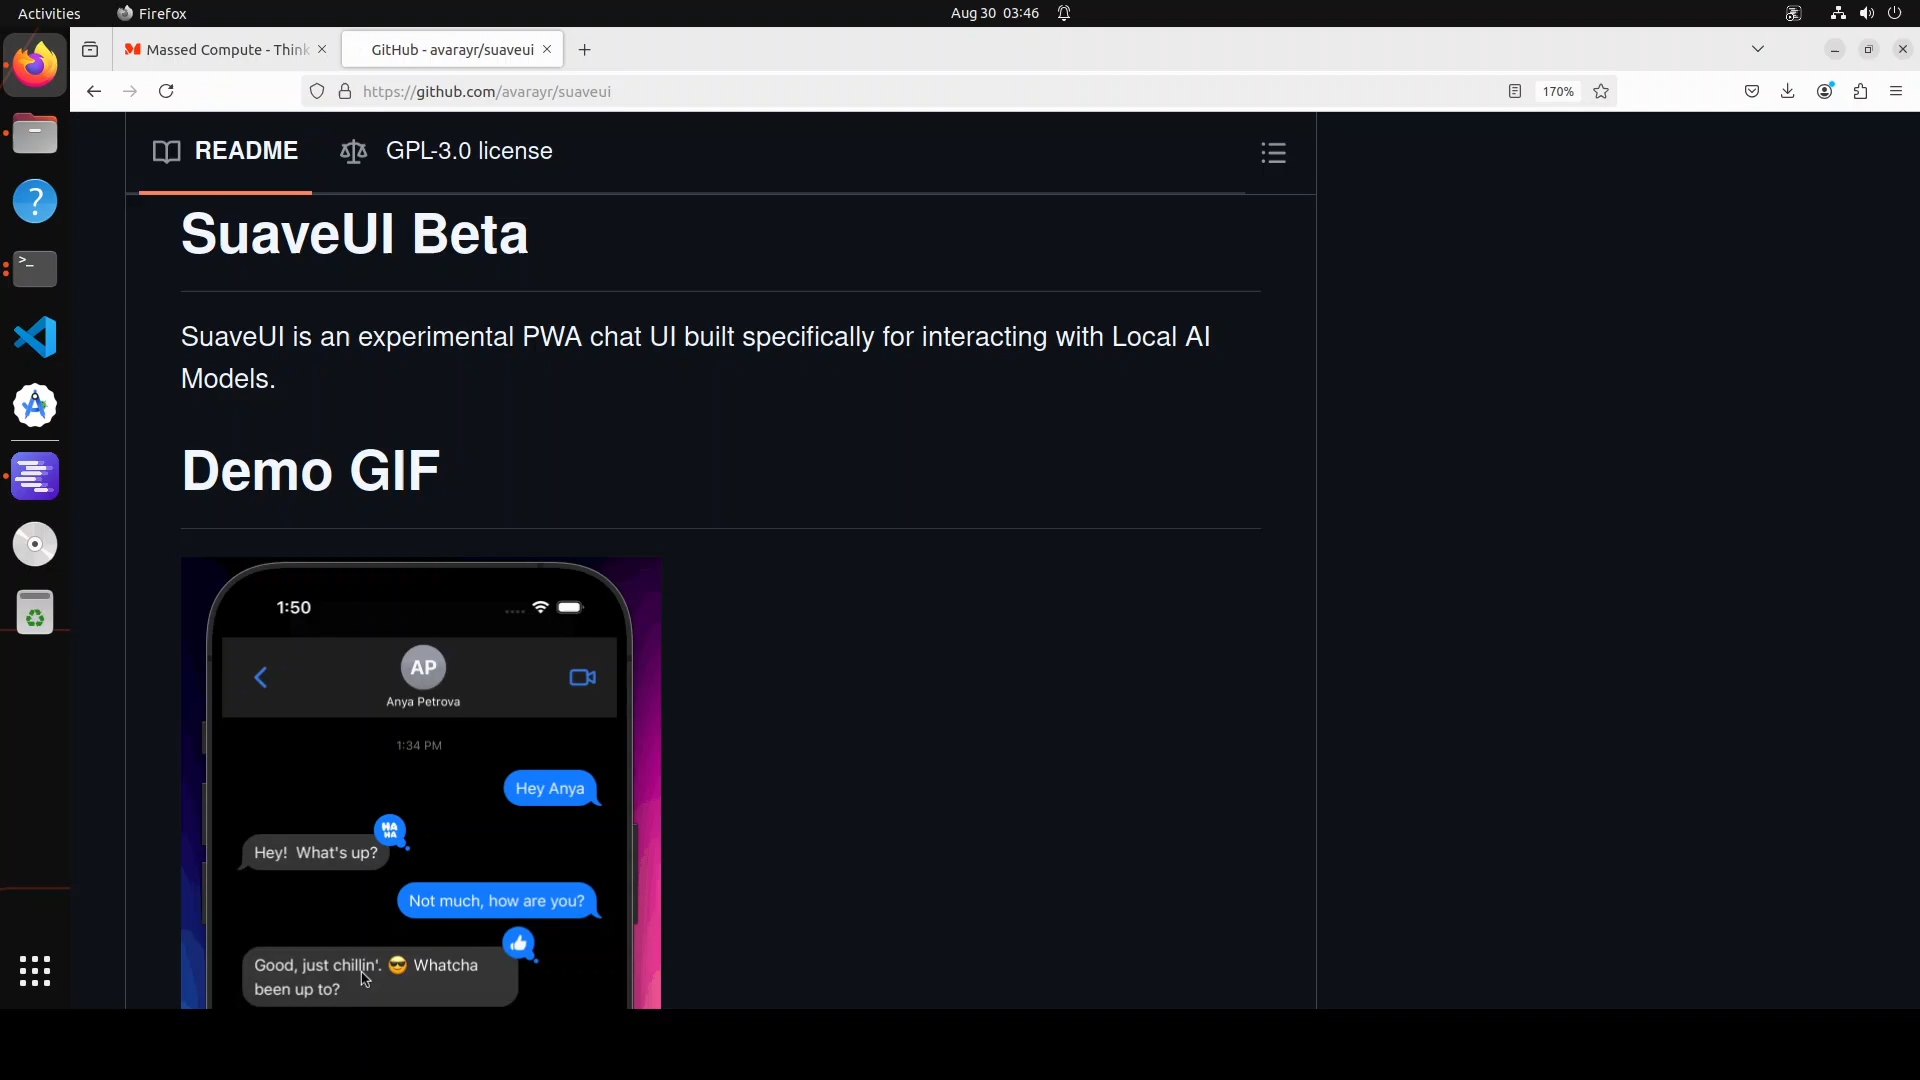 Activities
Firefox
Aug 30 03:46
Massed Compute - Think
GitHub - avarayr/suaveui
https://github.com/avarayr/suaveui
170%
README
GPL-3.0 license
SuaveUI Beta
SuaveUI is an experimental PWA chat UI built specifically for interacting with Local AI
Models.
Demo GIF
1:50
AP
Anya Petrova
1:34 PM
Hey Anya
HA
HA
Hey! What's up?
Not much, how are you?
Good, just chillin'. 😎 Whatcha
been up to?